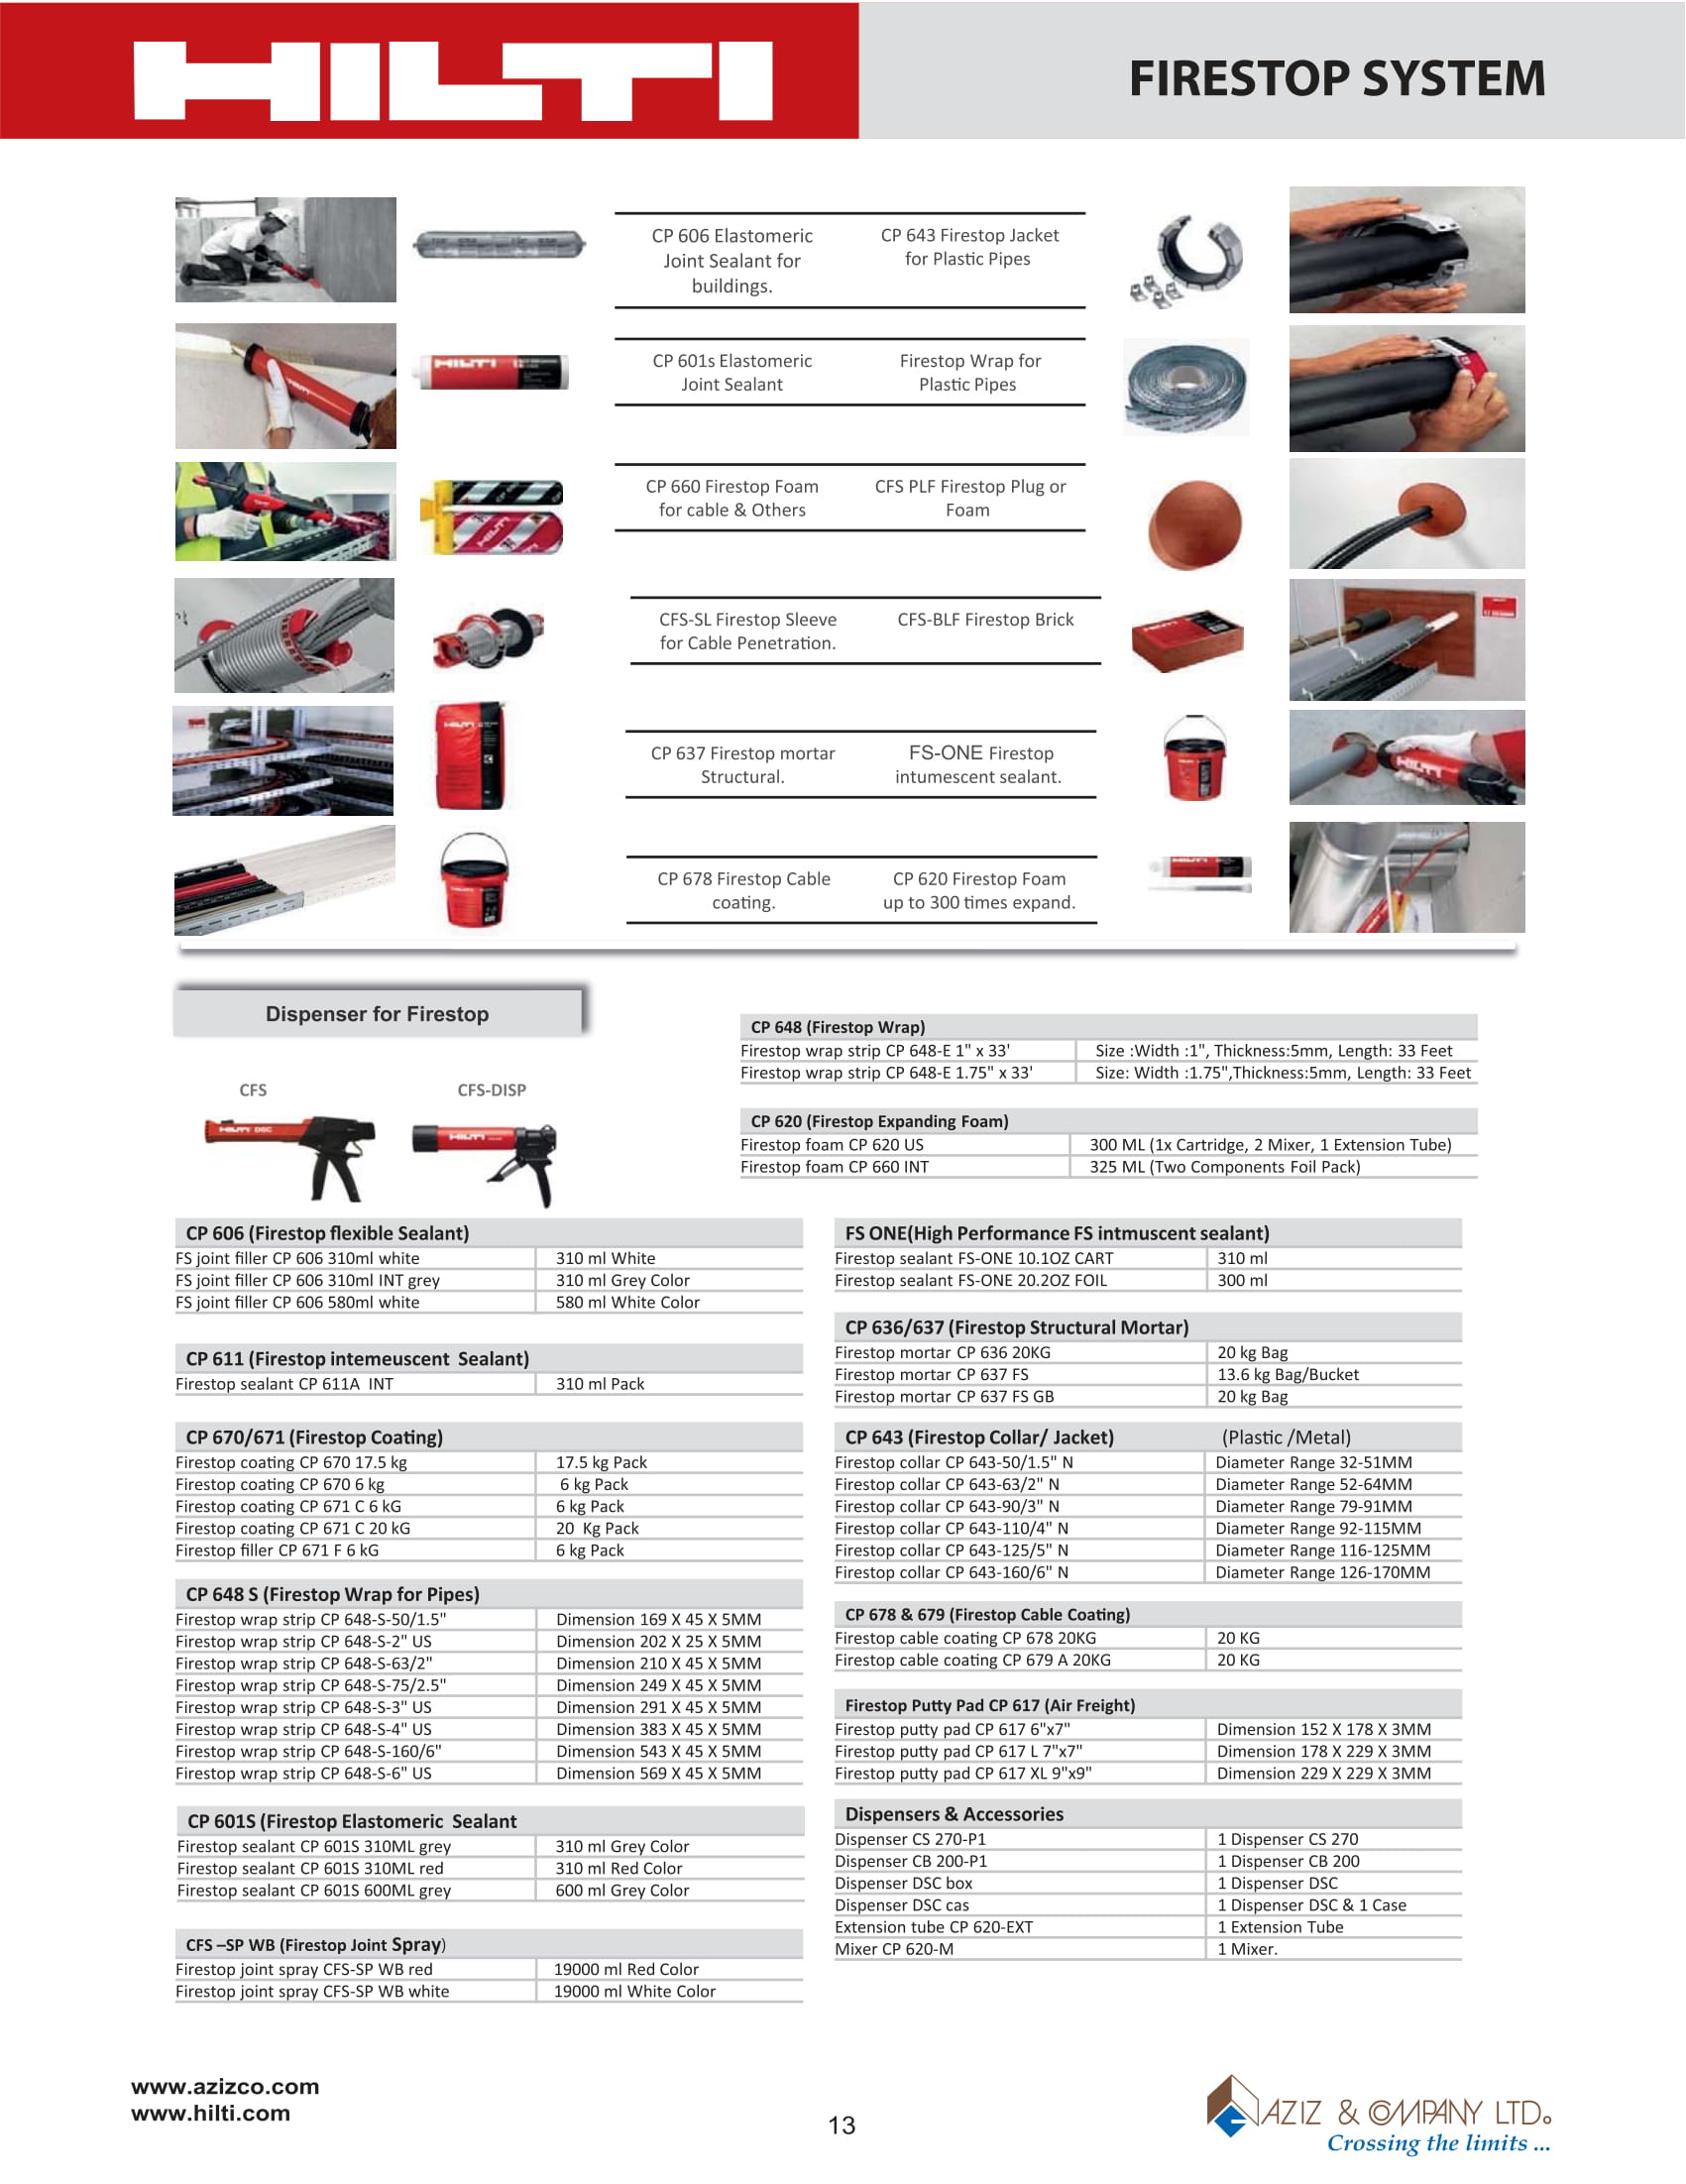 HILTI
FIRESTOP SYSTEM
CP 606 Elastomeric
Joint Sealant for
buildings.
CP 643 Firestop Jacket
for Plastic Pipes
HILTI
CP 601s Elastomeric
Joint Sealant
Firestop Wrap for
Plastic Pipes
HILTI
CP 660 Firestop Foam
for cable & Others
CFS PLF Firestop Plug or
Foam
CFS-SL Firestop Sleeve
for Cable Penetration.
CFS-BLF Firestop Brick
HILTI
HILTI
CP 637 Firestop mortar
Structural.
FS-ONE Firestop
intumescent sealant.
HILTI
CP 678 Firestop Cable
coating.
CP 620 Firestop Foam
up to 300 times expand.
HILTI
Dispenser for Firestop
CFS
CFS-DISP
HILTI DSC
HILTI
CP 648 (Firestop Wrap)
Firestop wrap strip CP 648-E 1" x 33' Size :Width :1", Thickness:5mm, Length: 33 Feet
Firestop wrap strip CP 648-E 1.75" x 33' Size: Width :1.75",Thickness:5mm, Length: 33 Feet
CP 620 (Firestop Expanding Foam)
Firestop foam CP 620 US 300 ML (1x Cartridge, 2 Mixer, 1 Extension Tube)
Firestop foam CP 660 INT 325 ML (Two Components Foil Pack)
CP 606 (Firestop flexible Sealant)
FS joint filler CP 606 310ml white 310 ml White
FS joint filler CP 606 310ml INT grey 310 ml Grey Color
FS joint filler CP 606 580ml white 580 ml White Color
CP 611 (Firestop intemeuscent Sealant)
Firestop sealant CP 611A INT 310 ml Pack
CP 670/671 (Firestop Coating)
Firestop coating CP 670 17.5 kg 17.5 kg Pack
Firestop coating CP 670 6 kg 6 kg Pack
Firestop coating CP 671 C 6 kG 6 kg Pack
Firestop coating CP 671 C 20 kG 20 Kg Pack
Firestop filler CP 671 F 6 kG 6 kg Pack
CP 648 S (Firestop Wrap for Pipes)
Firestop wrap strip CP 648-S-50/1.5" Dimension 169 X 45 X 5MM
Firestop wrap strip CP 648-S-2" US Dimension 202 X 25 X 5MM
Firestop wrap strip CP 648-S-63/2" Dimension 210 X 45 X 5MM
Firestop wrap strip CP 648-S-75/2.5" Dimension 249 X 45 X 5MM
Firestop wrap strip CP 648-S-3" US Dimension 291 X 45 X 5MM
Firestop wrap strip CP 648-S-4" US Dimension 383 X 45 X 5MM
Firestop wrap strip CP 648-S-160/6" Dimension 543 X 45 X 5MM
Firestop wrap strip CP 648-S-6" US Dimension 569 X 45 X 5MM
CP 601S (Firestop Elastomeric Sealant
Firestop sealant CP 601S 310ML grey 310 ml Grey Color
Firestop sealant CP 601S 310ML red 310 ml Red Color
Firestop sealant CP 601S 600ML grey 600 ml Grey Color
CFS –SP WB (Firestop Joint Spray)
Firestop joint spray CFS-SP WB red 19000 ml Red Color
Firestop joint spray CFS-SP WB white 19000 ml White Color
FS ONE(High Performance FS intmuscent sealant)
Firestop sealant FS-ONE 10.1OZ CART 310 ml
Firestop sealant FS-ONE 20.2OZ FOIL 300 ml
CP 636/637 (Firestop Structural Mortar)
Firestop mortar CP 636 20KG 20 kg Bag
Firestop mortar CP 637 FS 13.6 kg Bag/Bucket
Firestop mortar CP 637 FS GB 20 kg Bag
CP 643 (Firestop Collar/ Jacket) (Plastic /Metal)
Firestop collar CP 643-50/1.5" N Diameter Range 32-51MM
Firestop collar CP 643-63/2" N Diameter Range 52-64MM
Firestop collar CP 643-90/3" N Diameter Range 79-91MM
Firestop collar CP 643-110/4" N Diameter Range 92-115MM
Firestop collar CP 643-125/5" N Diameter Range 116-125MM
Firestop collar CP 643-160/6" N Diameter Range 126-170MM
CP 678 & 679 (Firestop Cable Coating)
Firestop cable coating CP 678 20KG 20 KG
Firestop cable coating CP 679 A 20KG 20 KG
Firestop Putty Pad CP 617 (Air Freight)
Firestop putty pad CP 617 6"x7" Dimension 152 X 178 X 3MM
Firestop putty pad CP 617 L 7"x7" Dimension 178 X 229 X 3MM
Firestop putty pad CP 617 XL 9"x9" Dimension 229 X 229 X 3MM
Dispensers & Accessories
Dispenser CS 270-P1 1 Dispenser CS 270
Dispenser CB 200-P1 1 Dispenser CB 200
Dispenser DSC box 1 Dispenser DSC
Dispenser DSC cas 1 Dispenser DSC & 1 Case
Extension tube CP 620-EXT 1 Extension Tube
Mixer CP 620-M 1 Mixer.
www.azizco.com
www.hilti.com
13
AZIZ & COMPANY LTD.
Crossing the limits ...